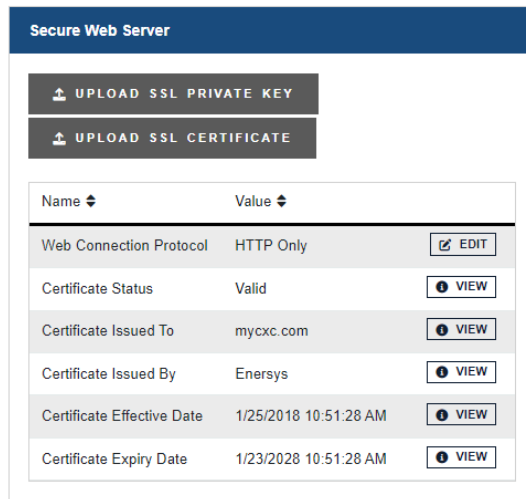 Secure Web Server
UPLOAD SSL PRIVATE KEY
UPLOAD SSL CERTIFICATE
Name Value
Web Connection Protocol HTTP Only EDIT
Certificate Status Valid VIEW
Certificate Issued To mycxc.com VIEW
Certificate Issued By Enersys VIEW
Certificate Effective Date 1/25/2018 10:51:28 AM VIEW
Certificate Expiry Date 1/23/2028 10:51:28 AM VIEW